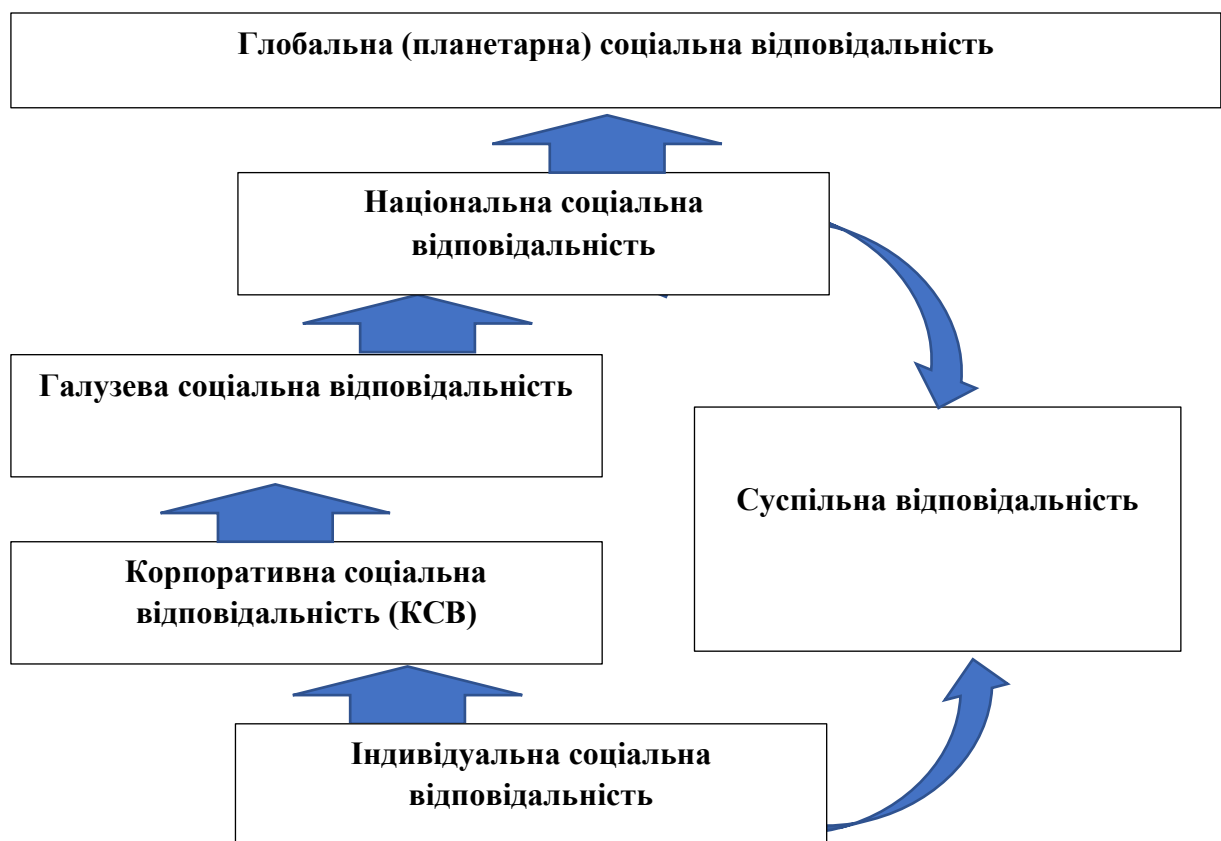 Глобальна (планетарна) соціальна відповідальність
Національна соціальна
відповідальність
Галузева соціальна відповідальність
Суспільна відповідальність
Корпоративна соціальна
відповідальність (КСВ)
Індивідуальна соціальна
відповідальність